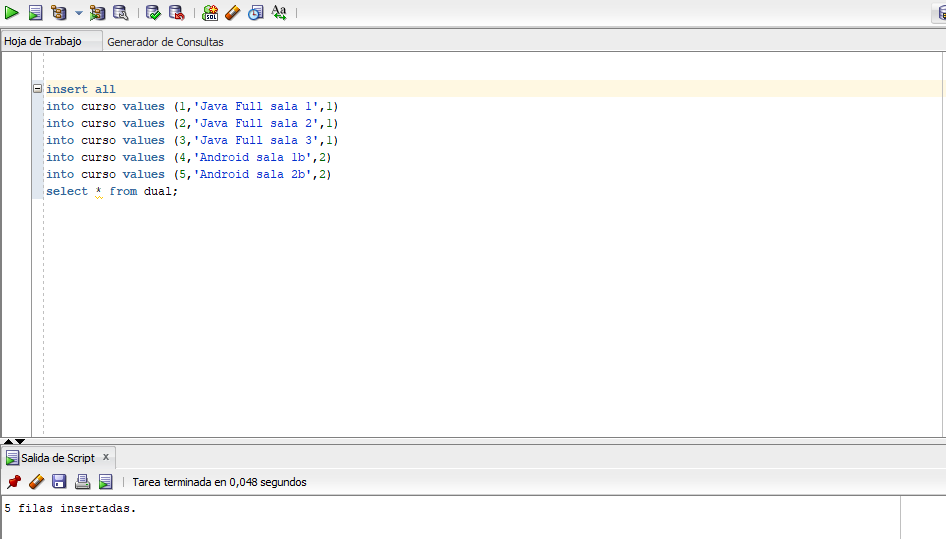 SQL
Aa
Hoja de Trabajo
Generador de Consultas
insert all
into curso values (1,'Java Full sala 1',1)
into curso values (2,'Java Full sala 2',1)
into curso values (3,'Java Full sala 3',1)
into curso values (4,'Android sala 1b',2)
into curso values (5,'Android sala 2b',2)
select * from dual;
Salida de Script x
Tarea terminada en 0,048 segundos
5 filas insertadas.